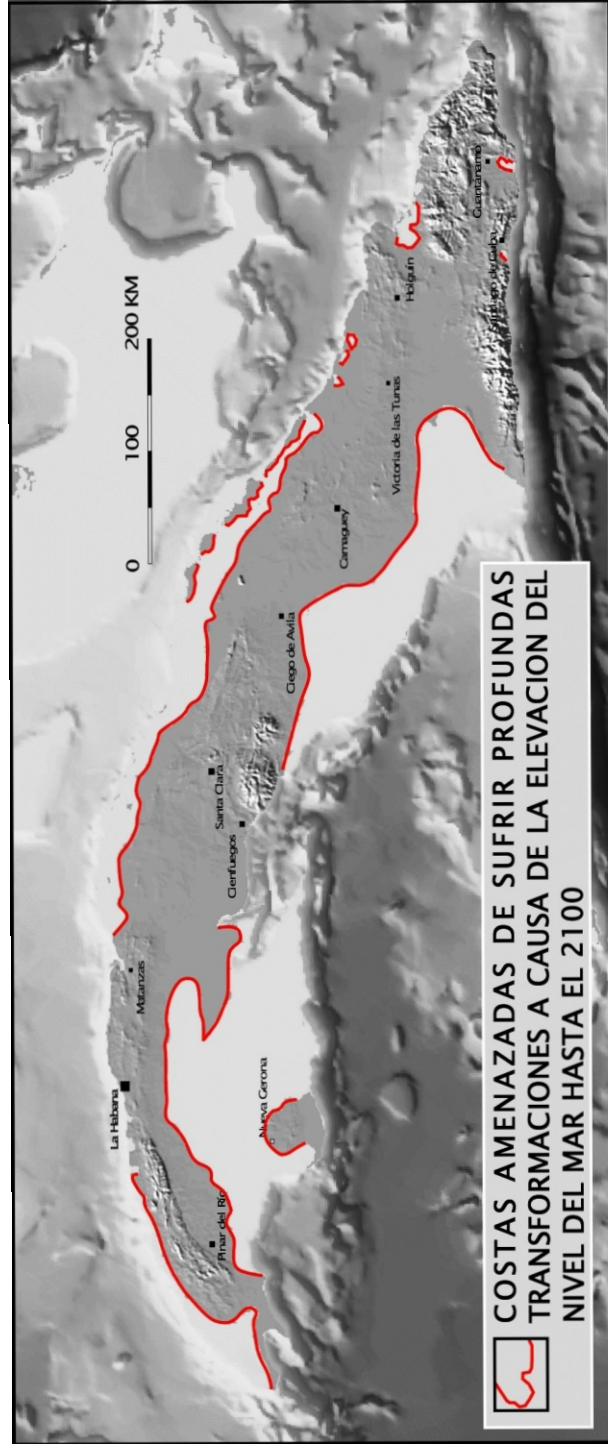 La Habana
Matanzas
Pinar del Río
Nueva Gerona
Cienfuegos
Santa Clara
Ciego de Avila
Camaguey
Victoria de las Tunas
Holguín
Santiago de Cuba
Guantánamo
0 100 200 KM
COSTAS AMENAZADAS DE SUFRIR PROFUNDAS
TRANSFORMACIONES A CAUSA DE LA ELEVACION DEL
NIVEL DEL MAR HASTA EL 2100